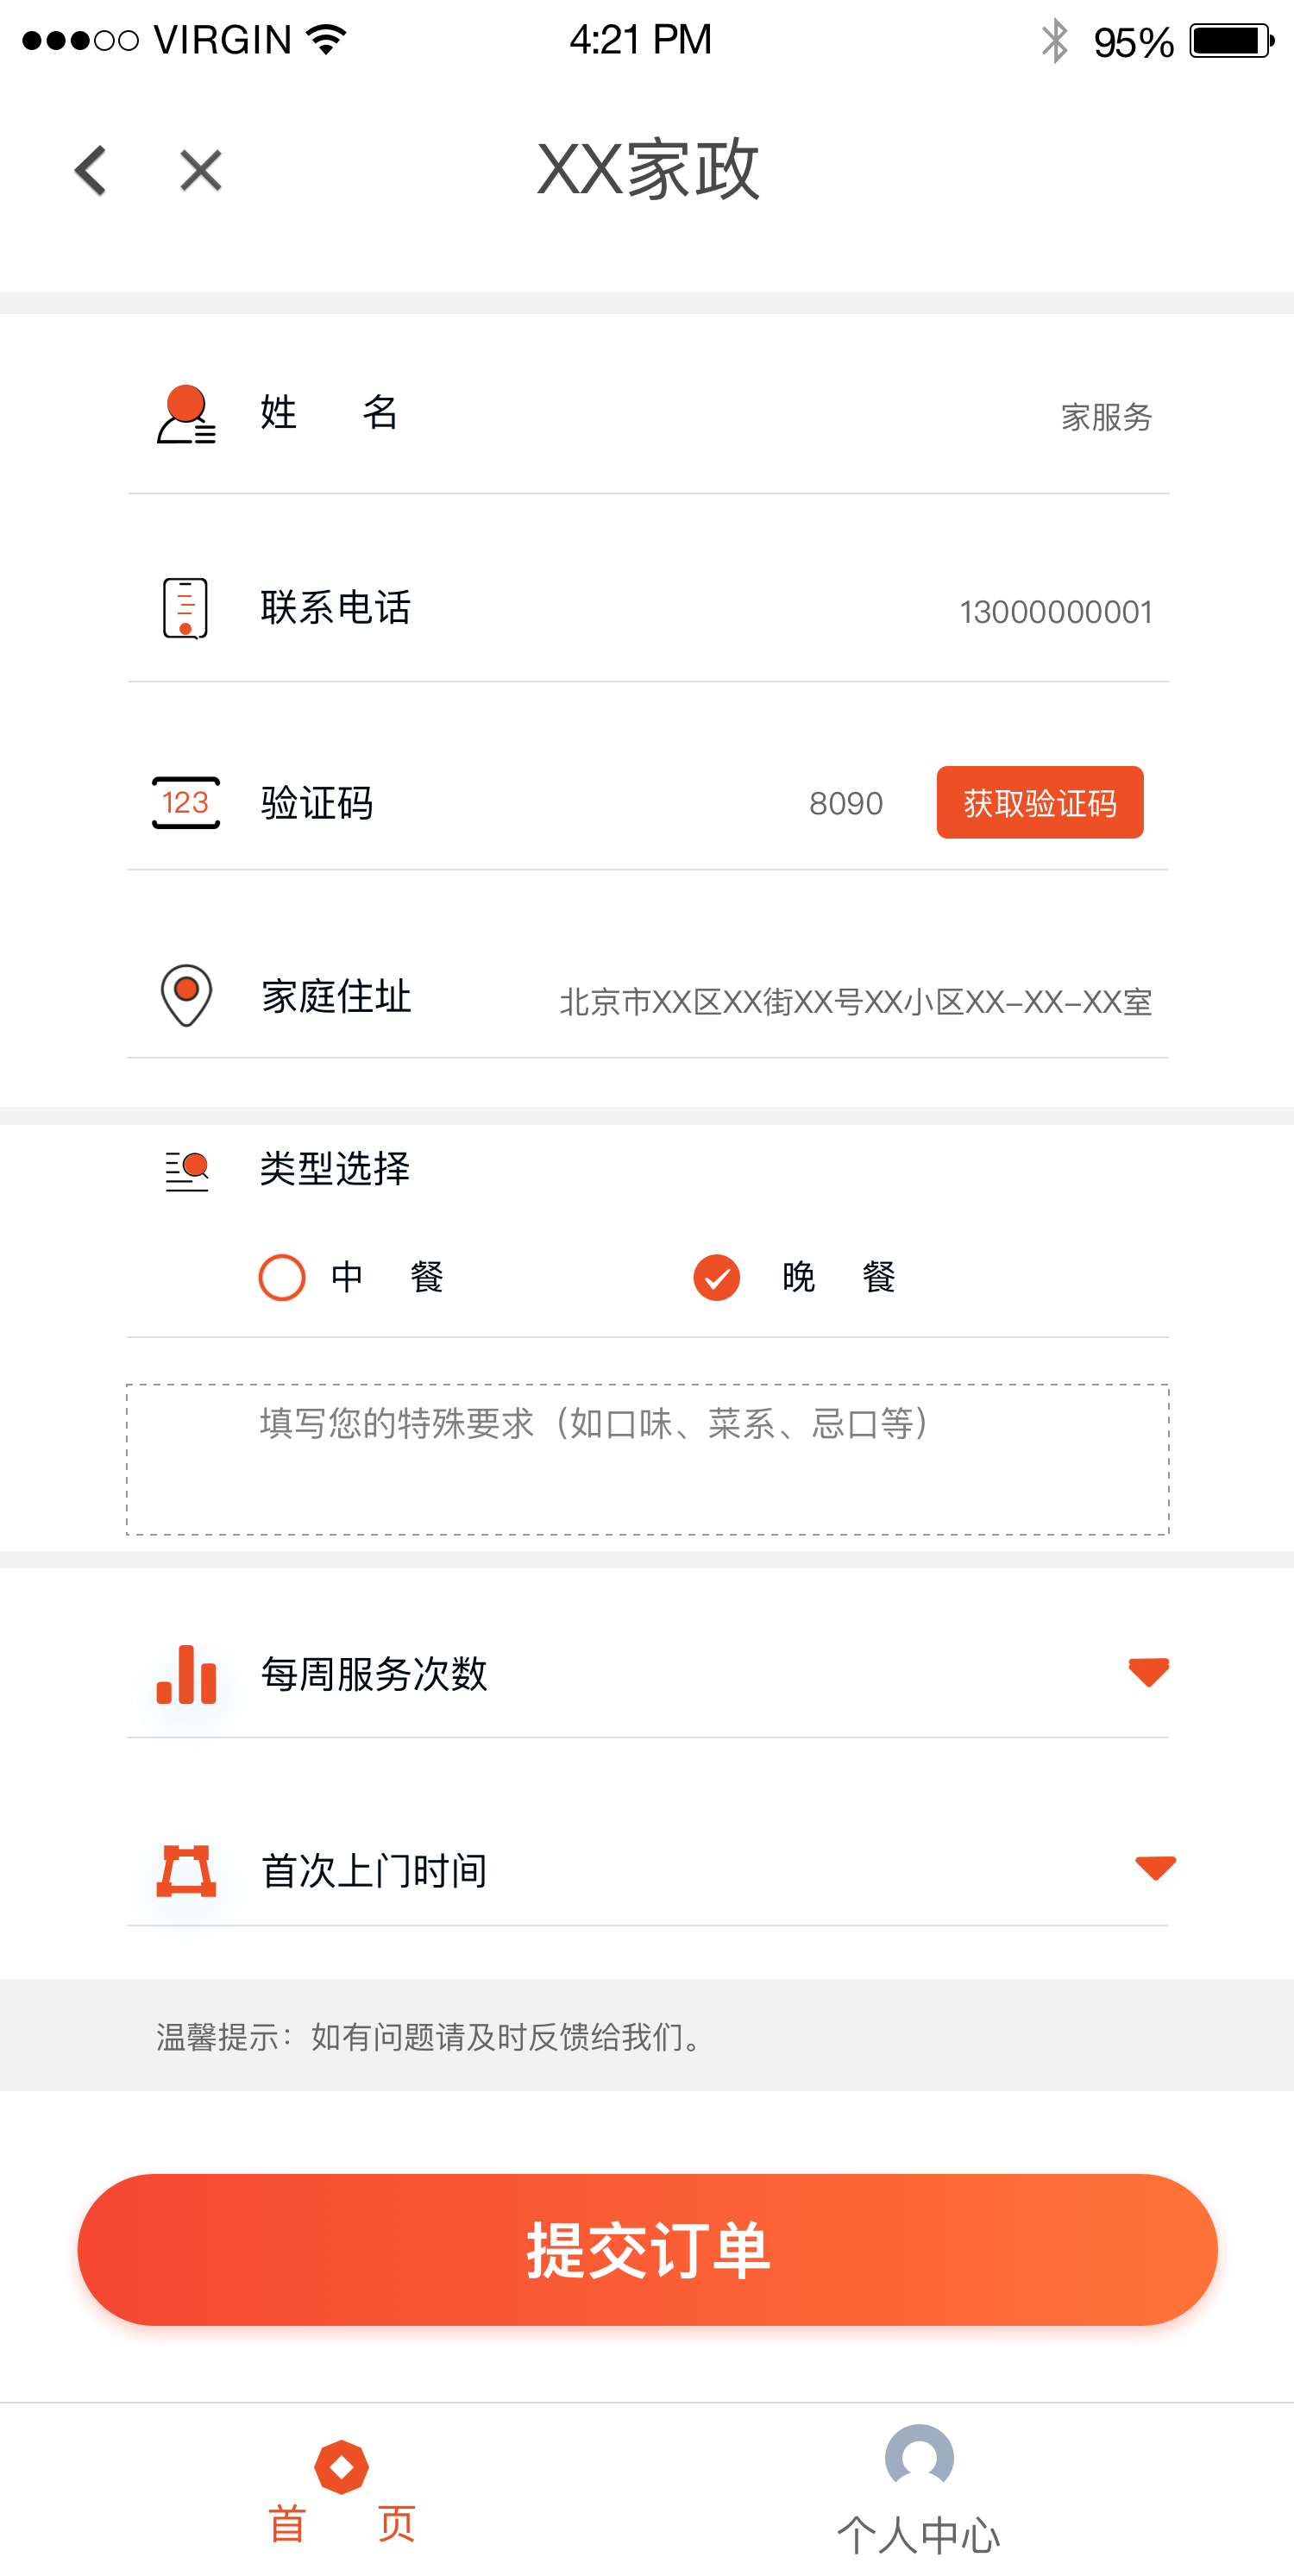 VIRGIN 4:21 PM 95%
XX家政
姓 名 家服务
联系电话 13000000001
123 验证码 8090 获取验证码
家庭住址 北京市XX区XX街XX号XX小区XX-XX-XX室
类型选择
中 餐 晚 餐
填写您的特殊要求（如口味、菜系、忌口等）
每周服务次数
首次上门时间
温馨提示：如有问题请及时反馈给我们。
提交订单
首 页 个人中心